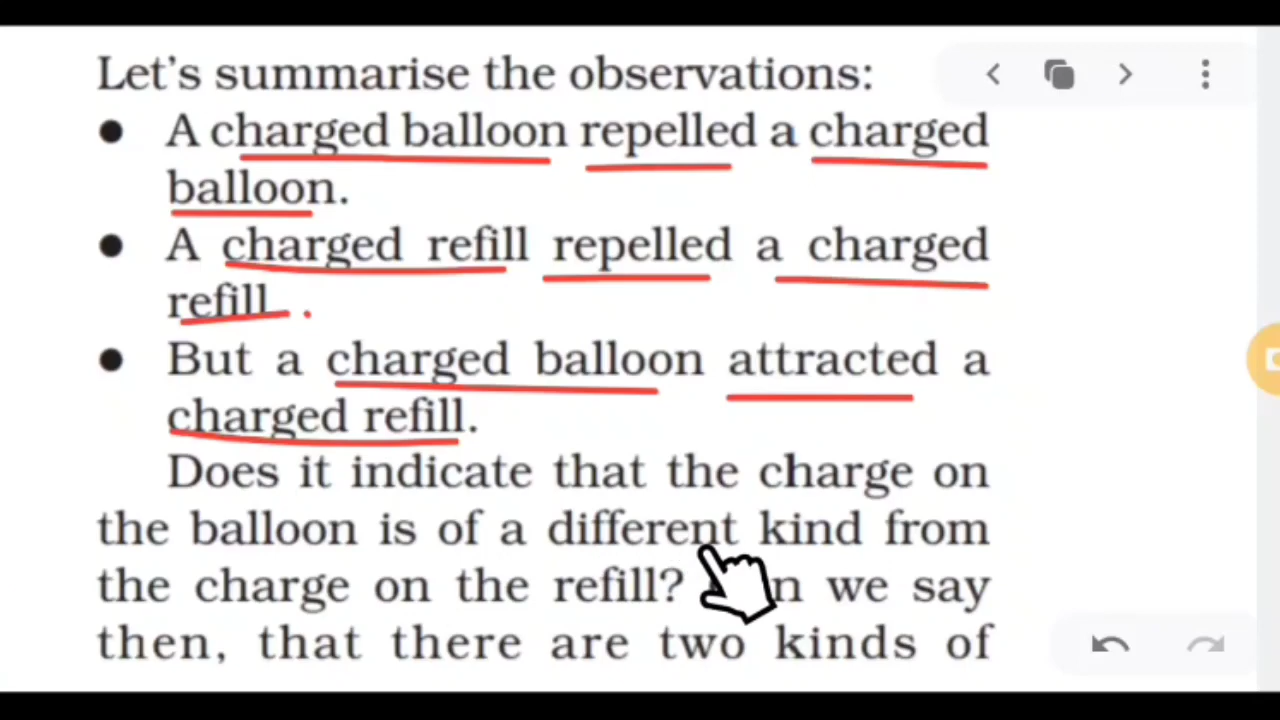 Let's summarise the observations:
● A charged balloon repelled a charged
balloon.
● A charged refill repelled a charged
refill.
● But a charged balloon attracted a
charged refill.
Does it indicate that the charge on
the balloon is of a different kind from
the charge on the refill? we say
then, that there are two kinds of